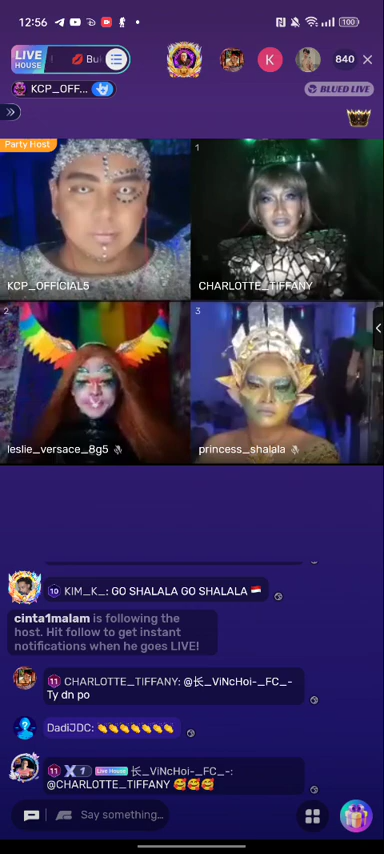 12:56
100
LIVE HOUSE
Bu
K
840
KCP_OFF...
BLUED LIVE
Party Host
1
KCP_OFFICIAL5
CHARLOTTE_TIFFANY
2
3
leslie_versace_8g5
princess_shalala
10 KIM_K_: GO SHALALA GO SHALALA 🇮🇩
cinta1malam is following the
host. Hit follow to get instant
notifications when he goes LIVE!
11 CHARLOTTE_TIFFANY: @长_ViNcHoi-_FC_-
Ty dn po
DadiJDC: 👏👏👏👏👏👏👏
11 X 1 Live House 长_ViNcHoi-_FC_-:
@CHARLOTTE_TIFFANY 🥰🥰🥰
Say something...